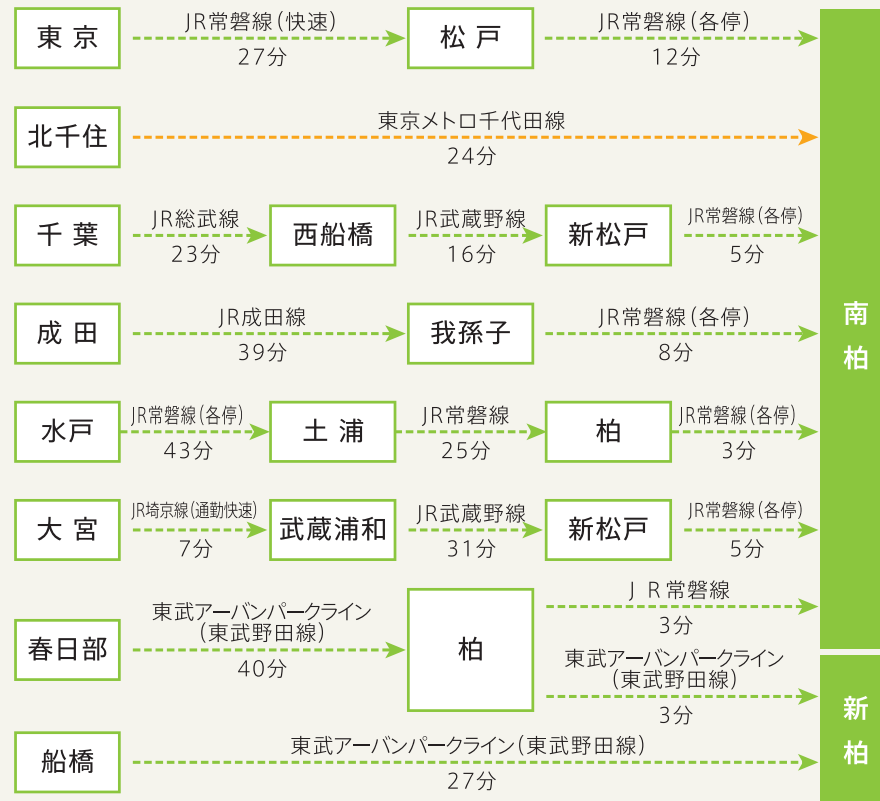 東京
JR常磐線(快速)
27分
松戸
JR常磐線(各停)
12分
北千住
東京メトロ千代田線
24分
千葉
JR総武線
23分
西船橋
JR武蔵野線
16分
新松戸
JR常磐線(各停)
5分
成田
JR成田線
39分
我孫子
JR常磐線(各停)
8分
水戸
JR常磐線(各停)
43分
土浦
JR常磐線
25分
柏
JR常磐線(各停)
3分
大宮
JR埼京線(通勤快速)
7分
武蔵浦和
JR武蔵野線
31分
新松戸
JR常磐線(各停)
5分
南柏
春日部
東武アーバンパークライン
(東武野田線)
40分
柏
JR常磐線
3分
東武アーバンパークライン
(東武野田線)
3分
船橋
東武アーバンパークライン(東武野田線)
27分
新柏